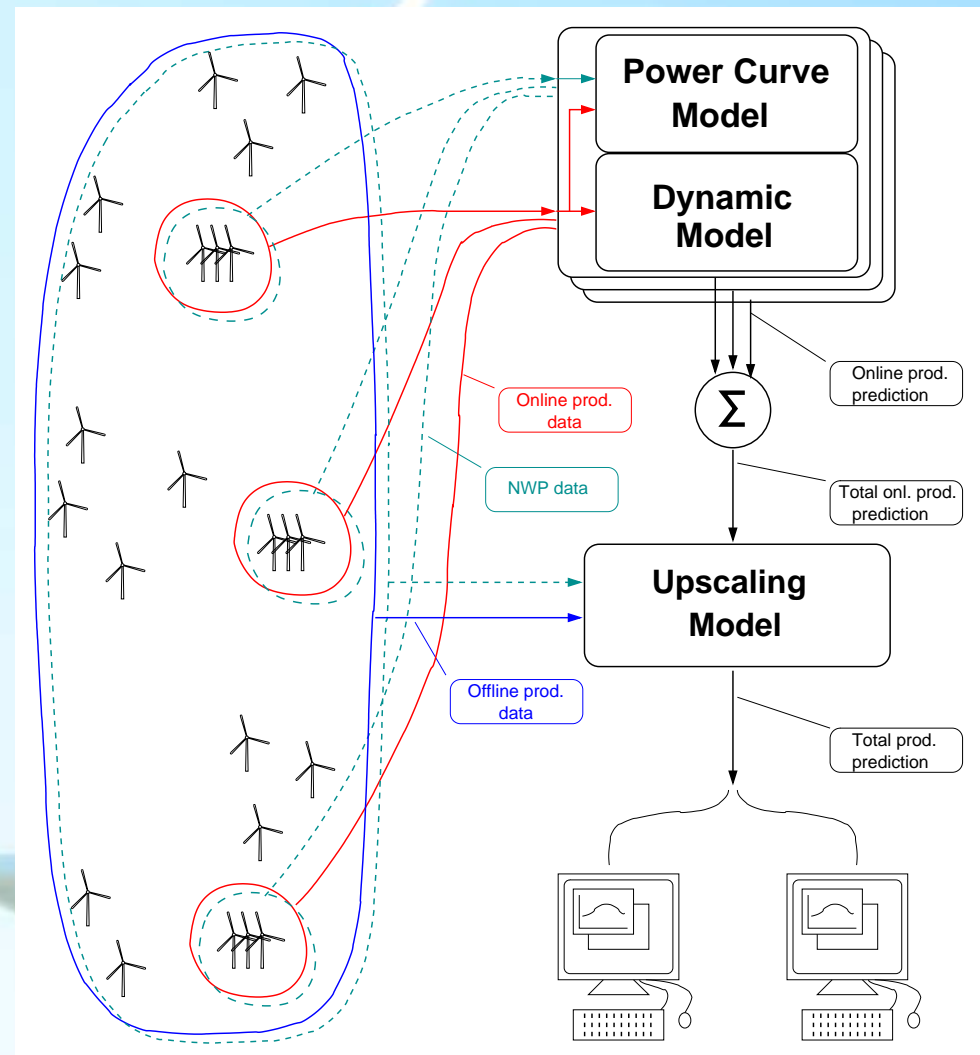 Power Curve
Model
Dynamic
Model
Online prod.
prediction
Σ
Online prod.
data
NWP data
Total onl. prod.
prediction
Upscaling
Model
Offline prod.
data
Total prod.
prediction